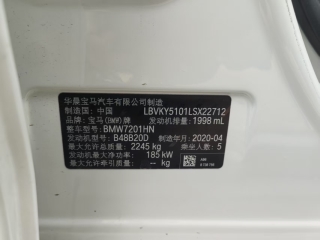 华晨宝马汽车有限公司制造
制造国: 中国 LBVKY5101LSX22712
品牌: 宝马(BMW)牌 发动机排量: 1998 mL
整车型号: BMW7201HN
发动机型号: B48B20D 制造年月: 2020-04
最大允许总质量: 2245 kg 乘坐人数: 5
发动机最大净功率: 185 kW
最大允许牵引质量: -- kg